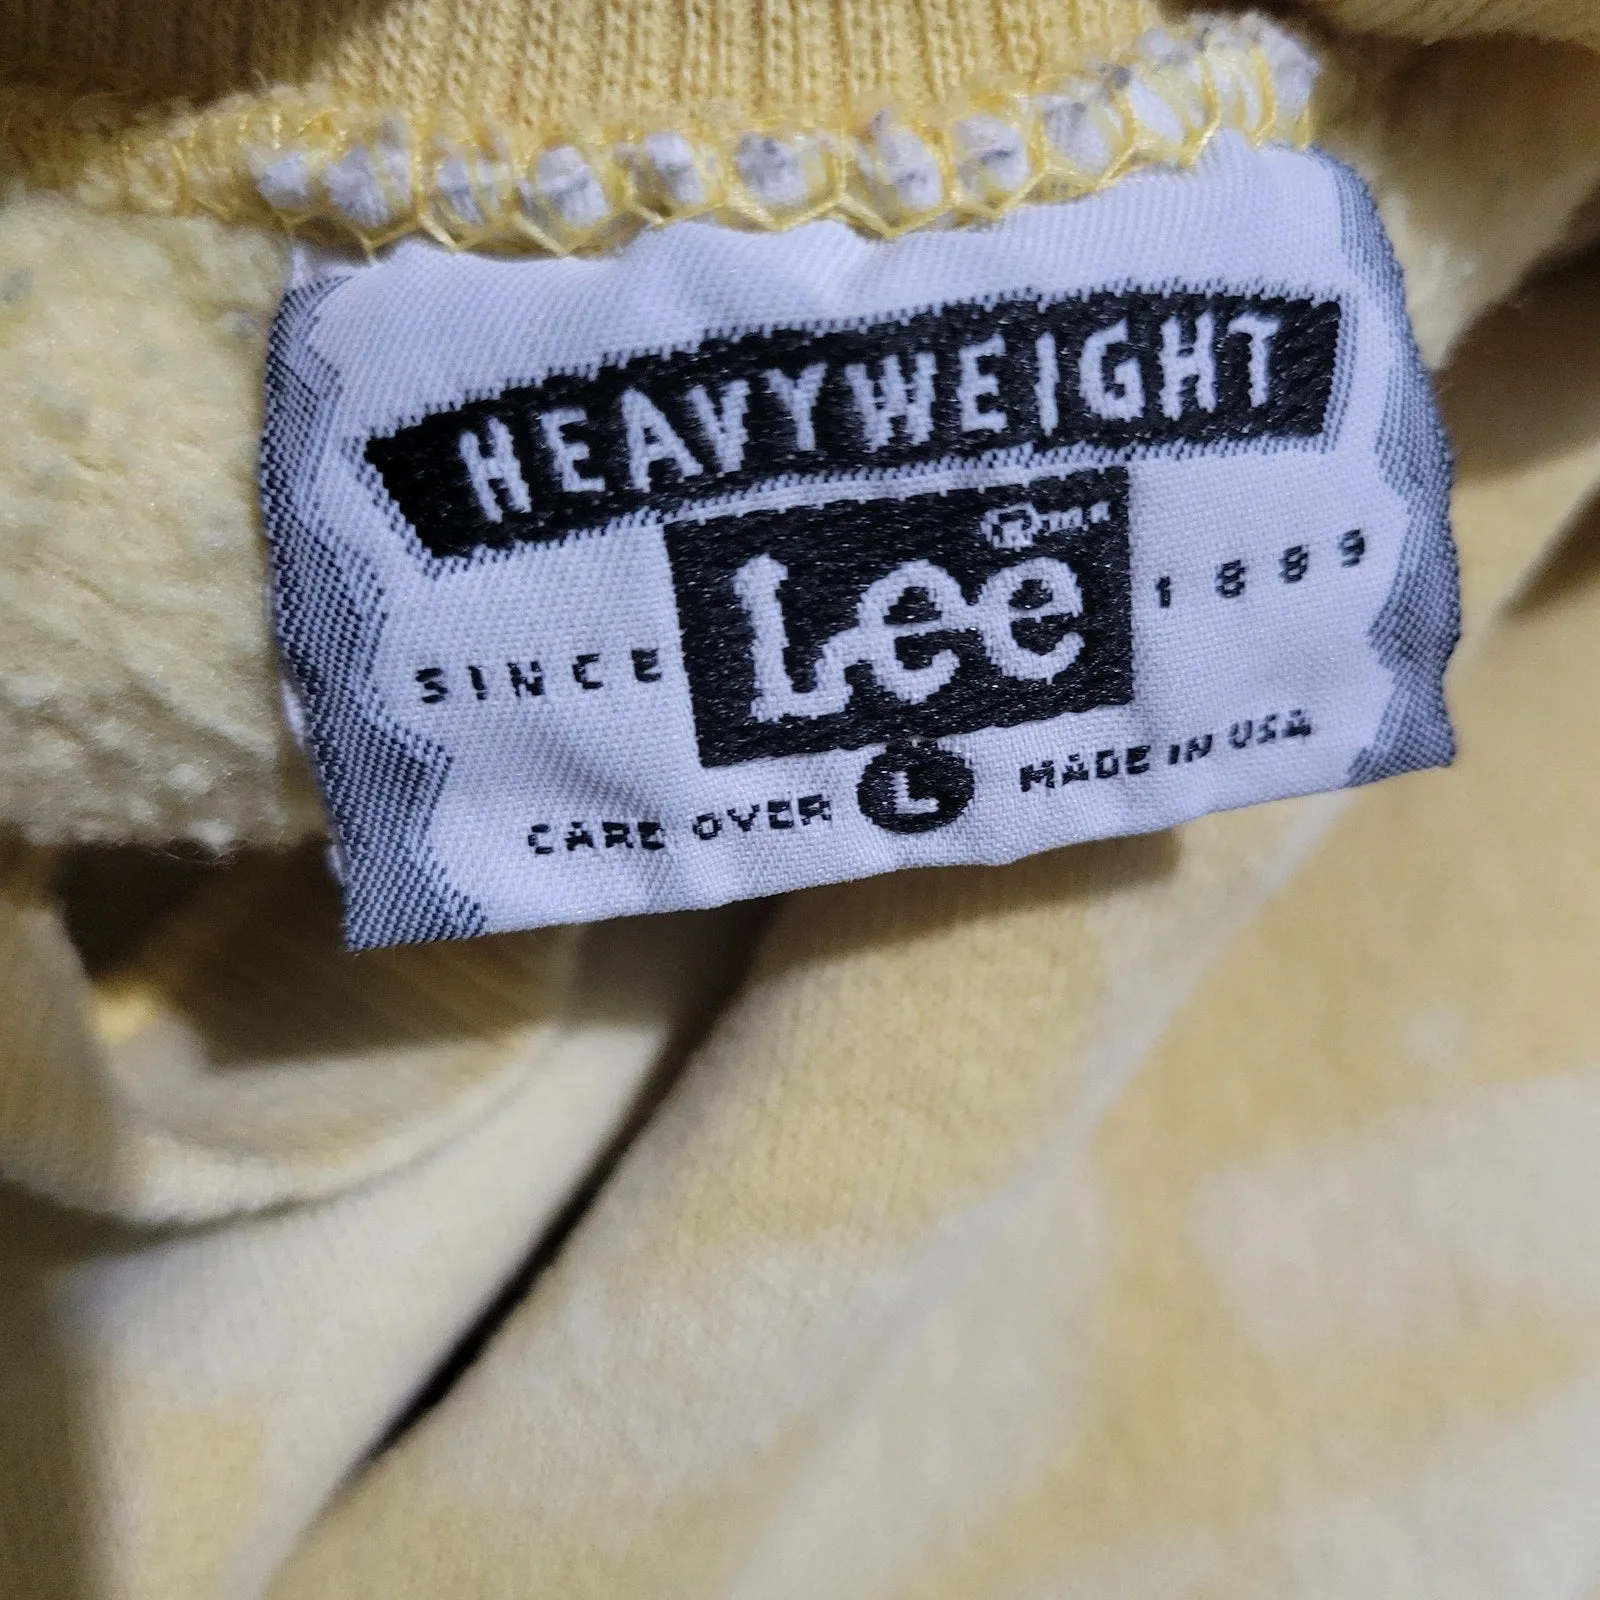 HEAVYWEIGHT
Lee ®
SINCE 1889
CARE OVER L MADE IN USA